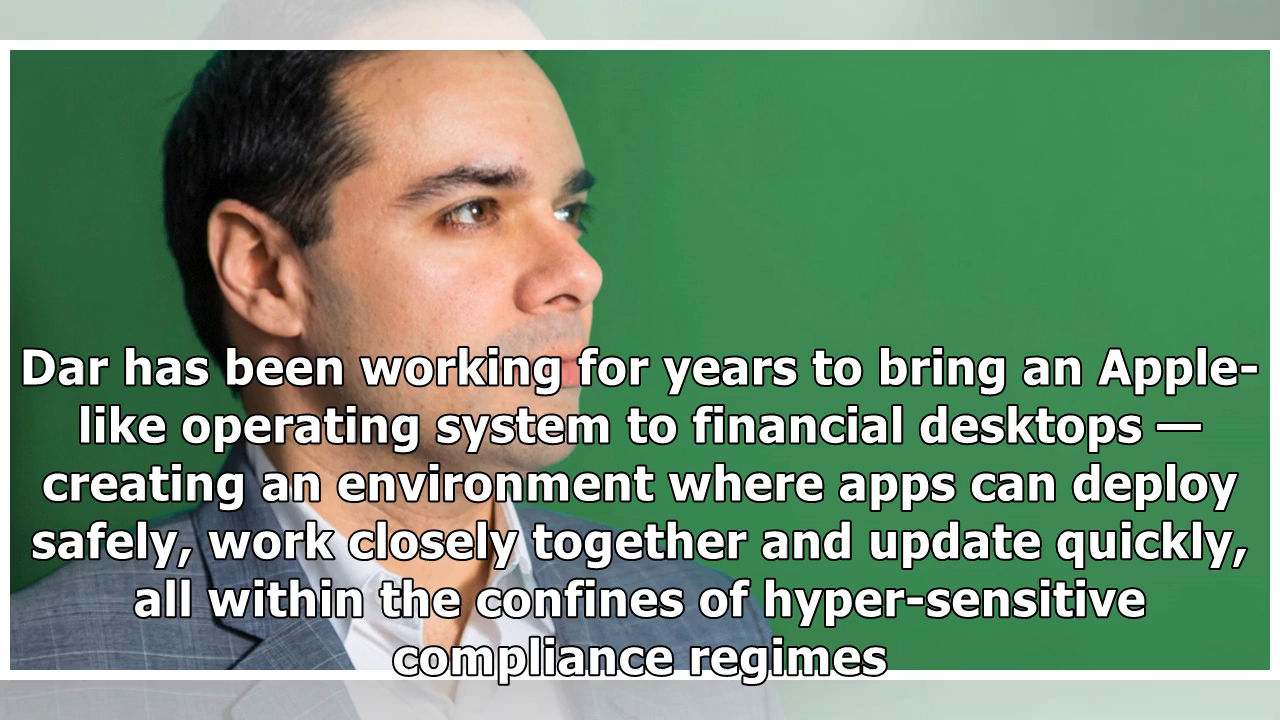 Dar has been working for years to bring an Apple-
like operating system to financial desktops —
creating an environment where apps can deploy
safely, work closely together and update quickly,
all within the confines of hyper-sensitive
compliance regimes